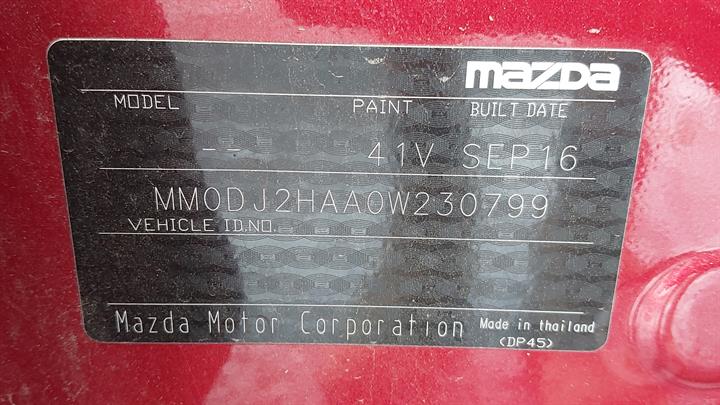 mazda
MODEL PAINT BUILT DATE
-- 41V SEP16
MM0DJ2HAA0W230799
VEHICLE ID.NO.
Mazda Motor Corporation Made in thailand
<DP45>